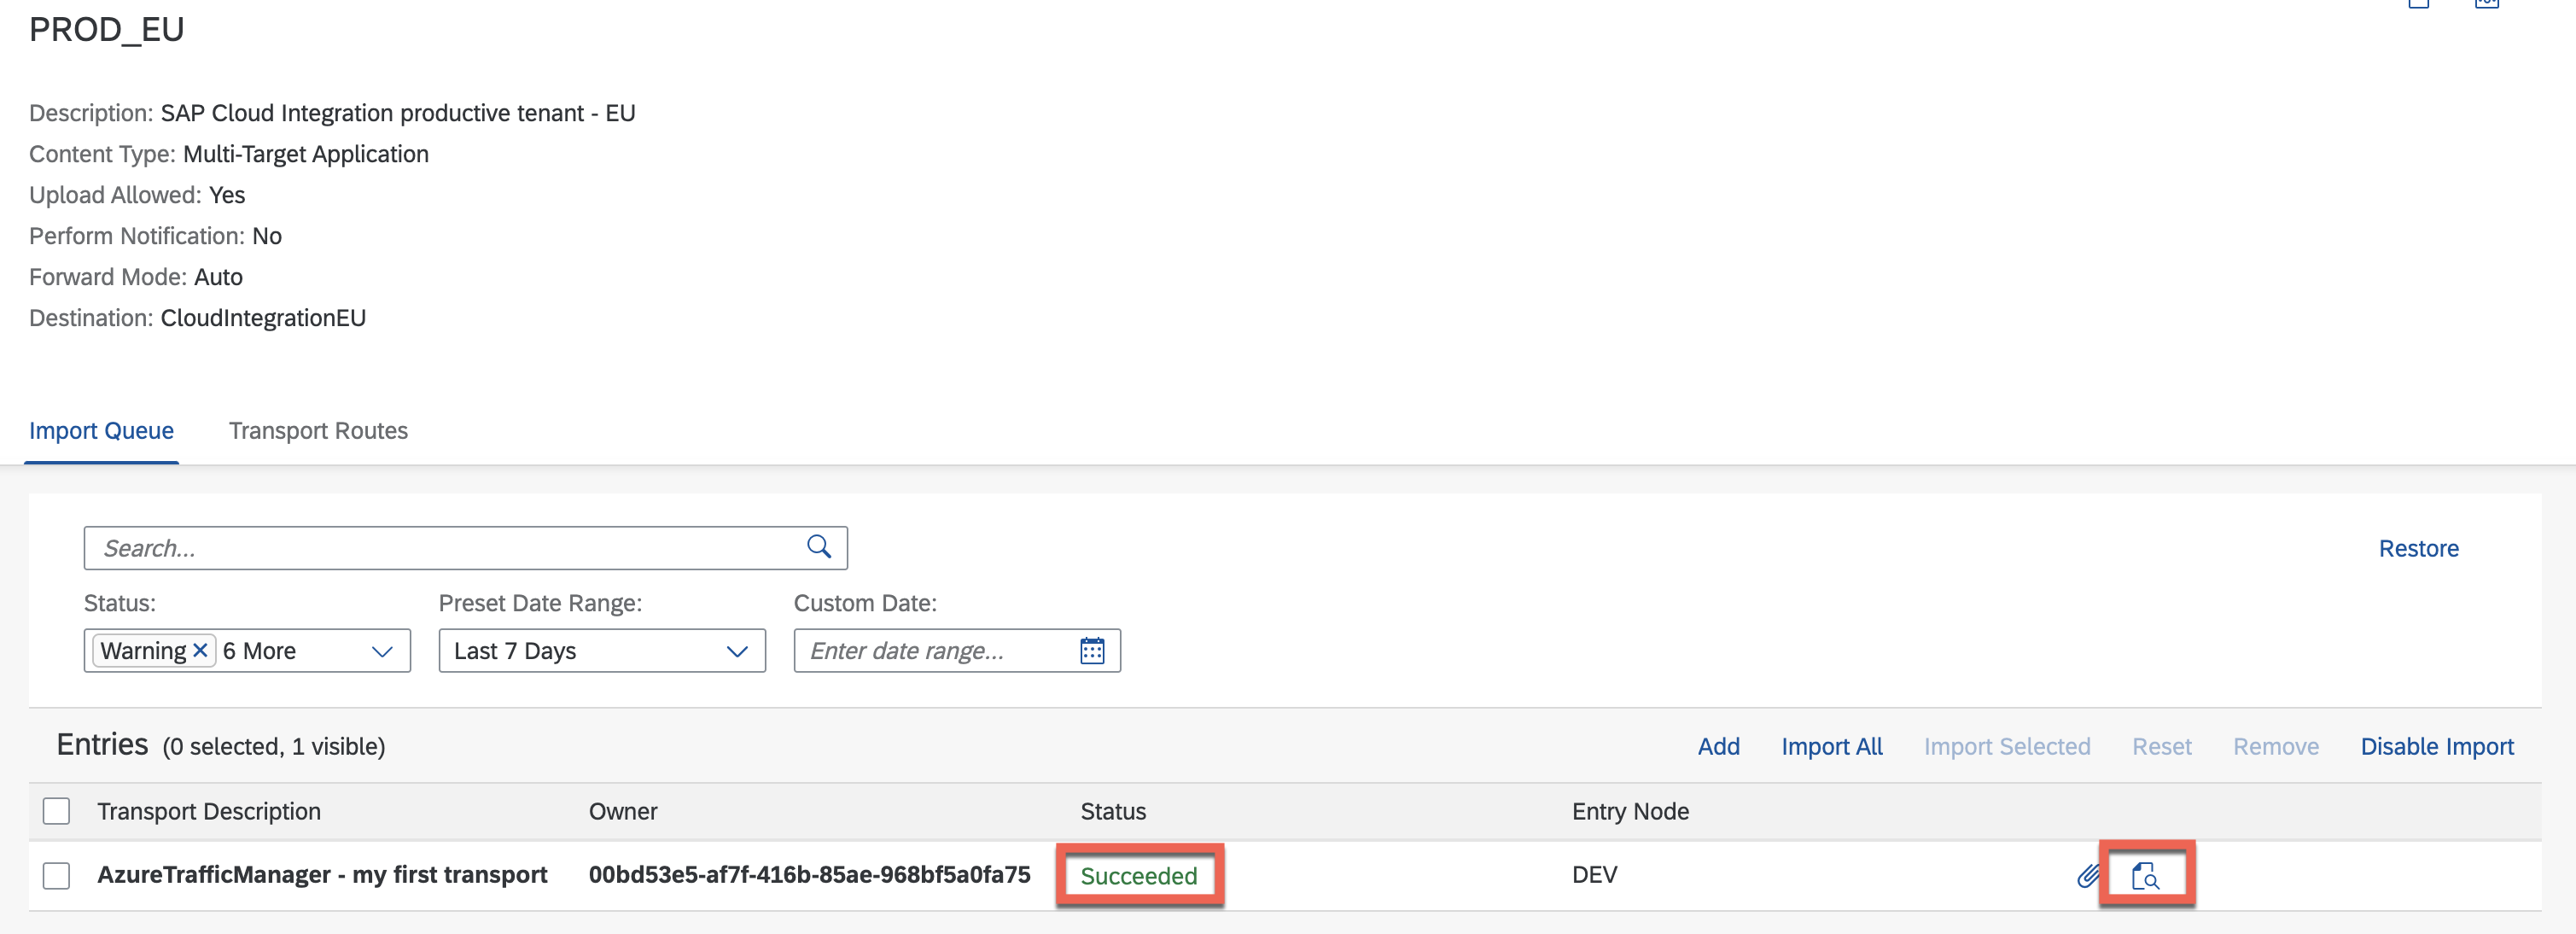 PROD_EU
Description: SAP Cloud Integration productive tenant - EU
Content Type: Multi-Target Application
Upload Allowed: Yes
Perform Notification: No
Forward Mode: Auto
Destination: CloudIntegrationEU
Import Queue Transport Routes
Search...
Restore
Status: Preset Date Range: Custom Date:
Warning 6 More Last 7 Days Enter date range...
Entries (0 selected, 1 visible) Add Import All Import Selected Reset Remove Disable Import
Transport Description Owner Status Entry Node
AzureTrafficManager - my first transport 00bd53e5-af7f-416b-85ae-968bf5a0fa75 Succeeded DEV